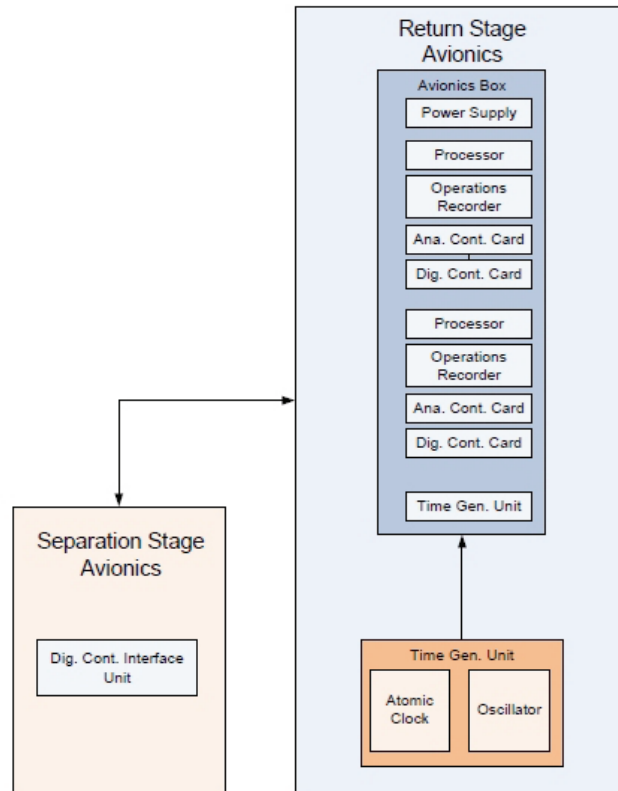 Return Stage
Avionics
Avionics Box
Power Supply
Processor
Operations
Recorder
Ana. Cont. Card
Dig. Cont. Card
Processor
Operations
Recorder
Ana. Cont. Card
Dig. Cont. Card
Time Gen. Unit
Separation Stage
Avionics
Dig. Cont. Interface
Unit
Time Gen. Unit
Atomic
Clock
Oscillator